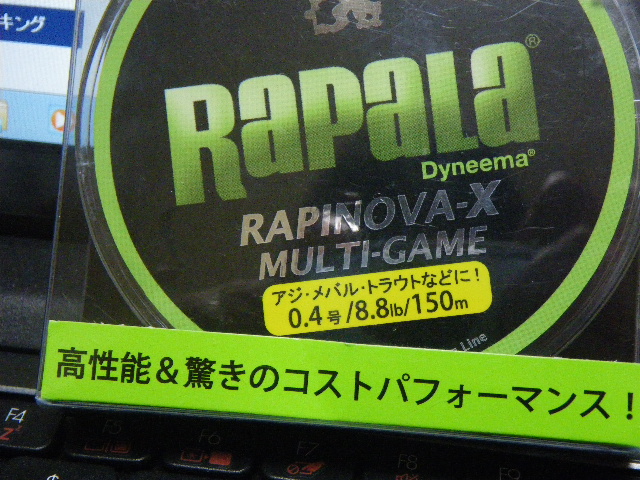 キング
Rapala®
Dyneema®
RAPINOVA-X
MULTI-GAME
アジ・メバル・トラウトなどに!
0.4号/8.8lb/150m
Line
高性能&驚きのコストパフォーマンス!
F4
F5
F6
F7
F8
F9